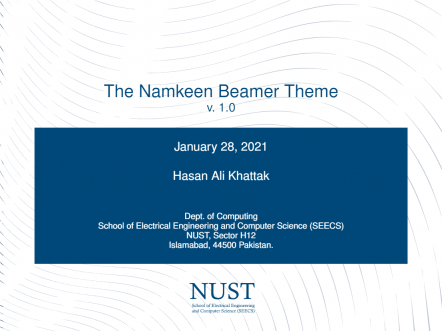 The Namkeen Beamer Theme
v. 1.0
January 28, 2021
Hasan Ali Khattak
Dept. of Computing
School of Electrical Engineering and Computer Science (SEECS)
NUST, Sector H12
Islamabad, 44500 Pakistan.
NUST
School of Electrical Engineering
and Computer Science (SEECS)